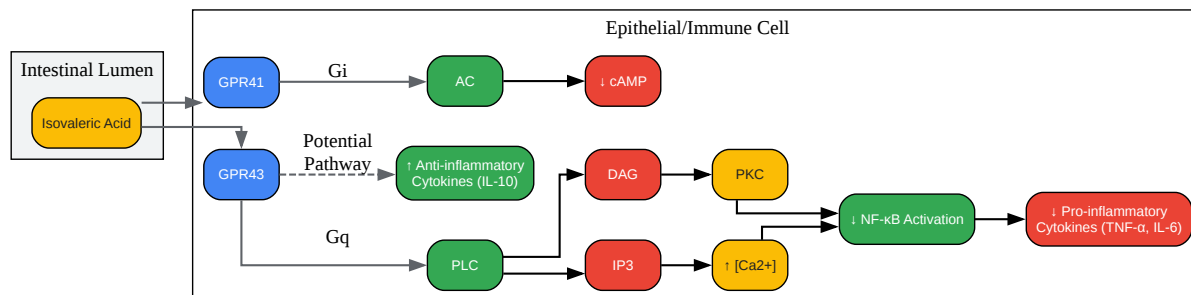 Epithelial/Immune Cell
Intestinal Lumen
Isovaleric Acid
GPR41
Gi
AC
↓ cAMP
GPR43
Potential
Pathway
↑ Anti-inflammatory
Cytokines (IL-10)
DAG
PKC
↓ NF-κB Activation
↓ Pro-inflammatory
Cytokines (TNF-α, IL-6)
Gq
PLC
IP3
↑ [Ca2+]